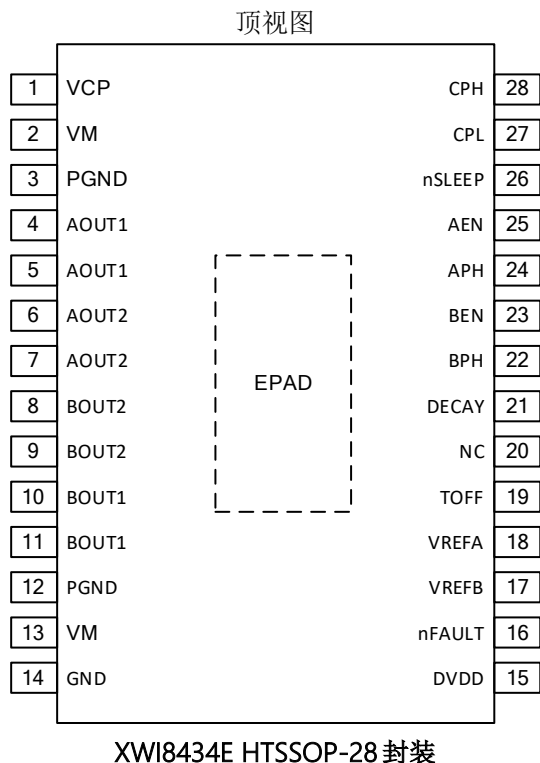 顶视图
1 VCP CPH 28
2 VM CPL 27
3 PGND nSLEEP 26
4 AOUT1 AEN 25
5 AOUT1 APH 24
6 AOUT2 BEN 23
7 AOUT2 BPH 22
EPAD
8 BOUT2 DECAY 21
9 BOUT2 NC 20
10 BOUT1 TOFF 19
11 BOUT1 VREFA 18
12 PGND VREFB 17
13 VM nFAULT 16
14 GND DVDD 15
XWI8434E HTSSOP-28 封装